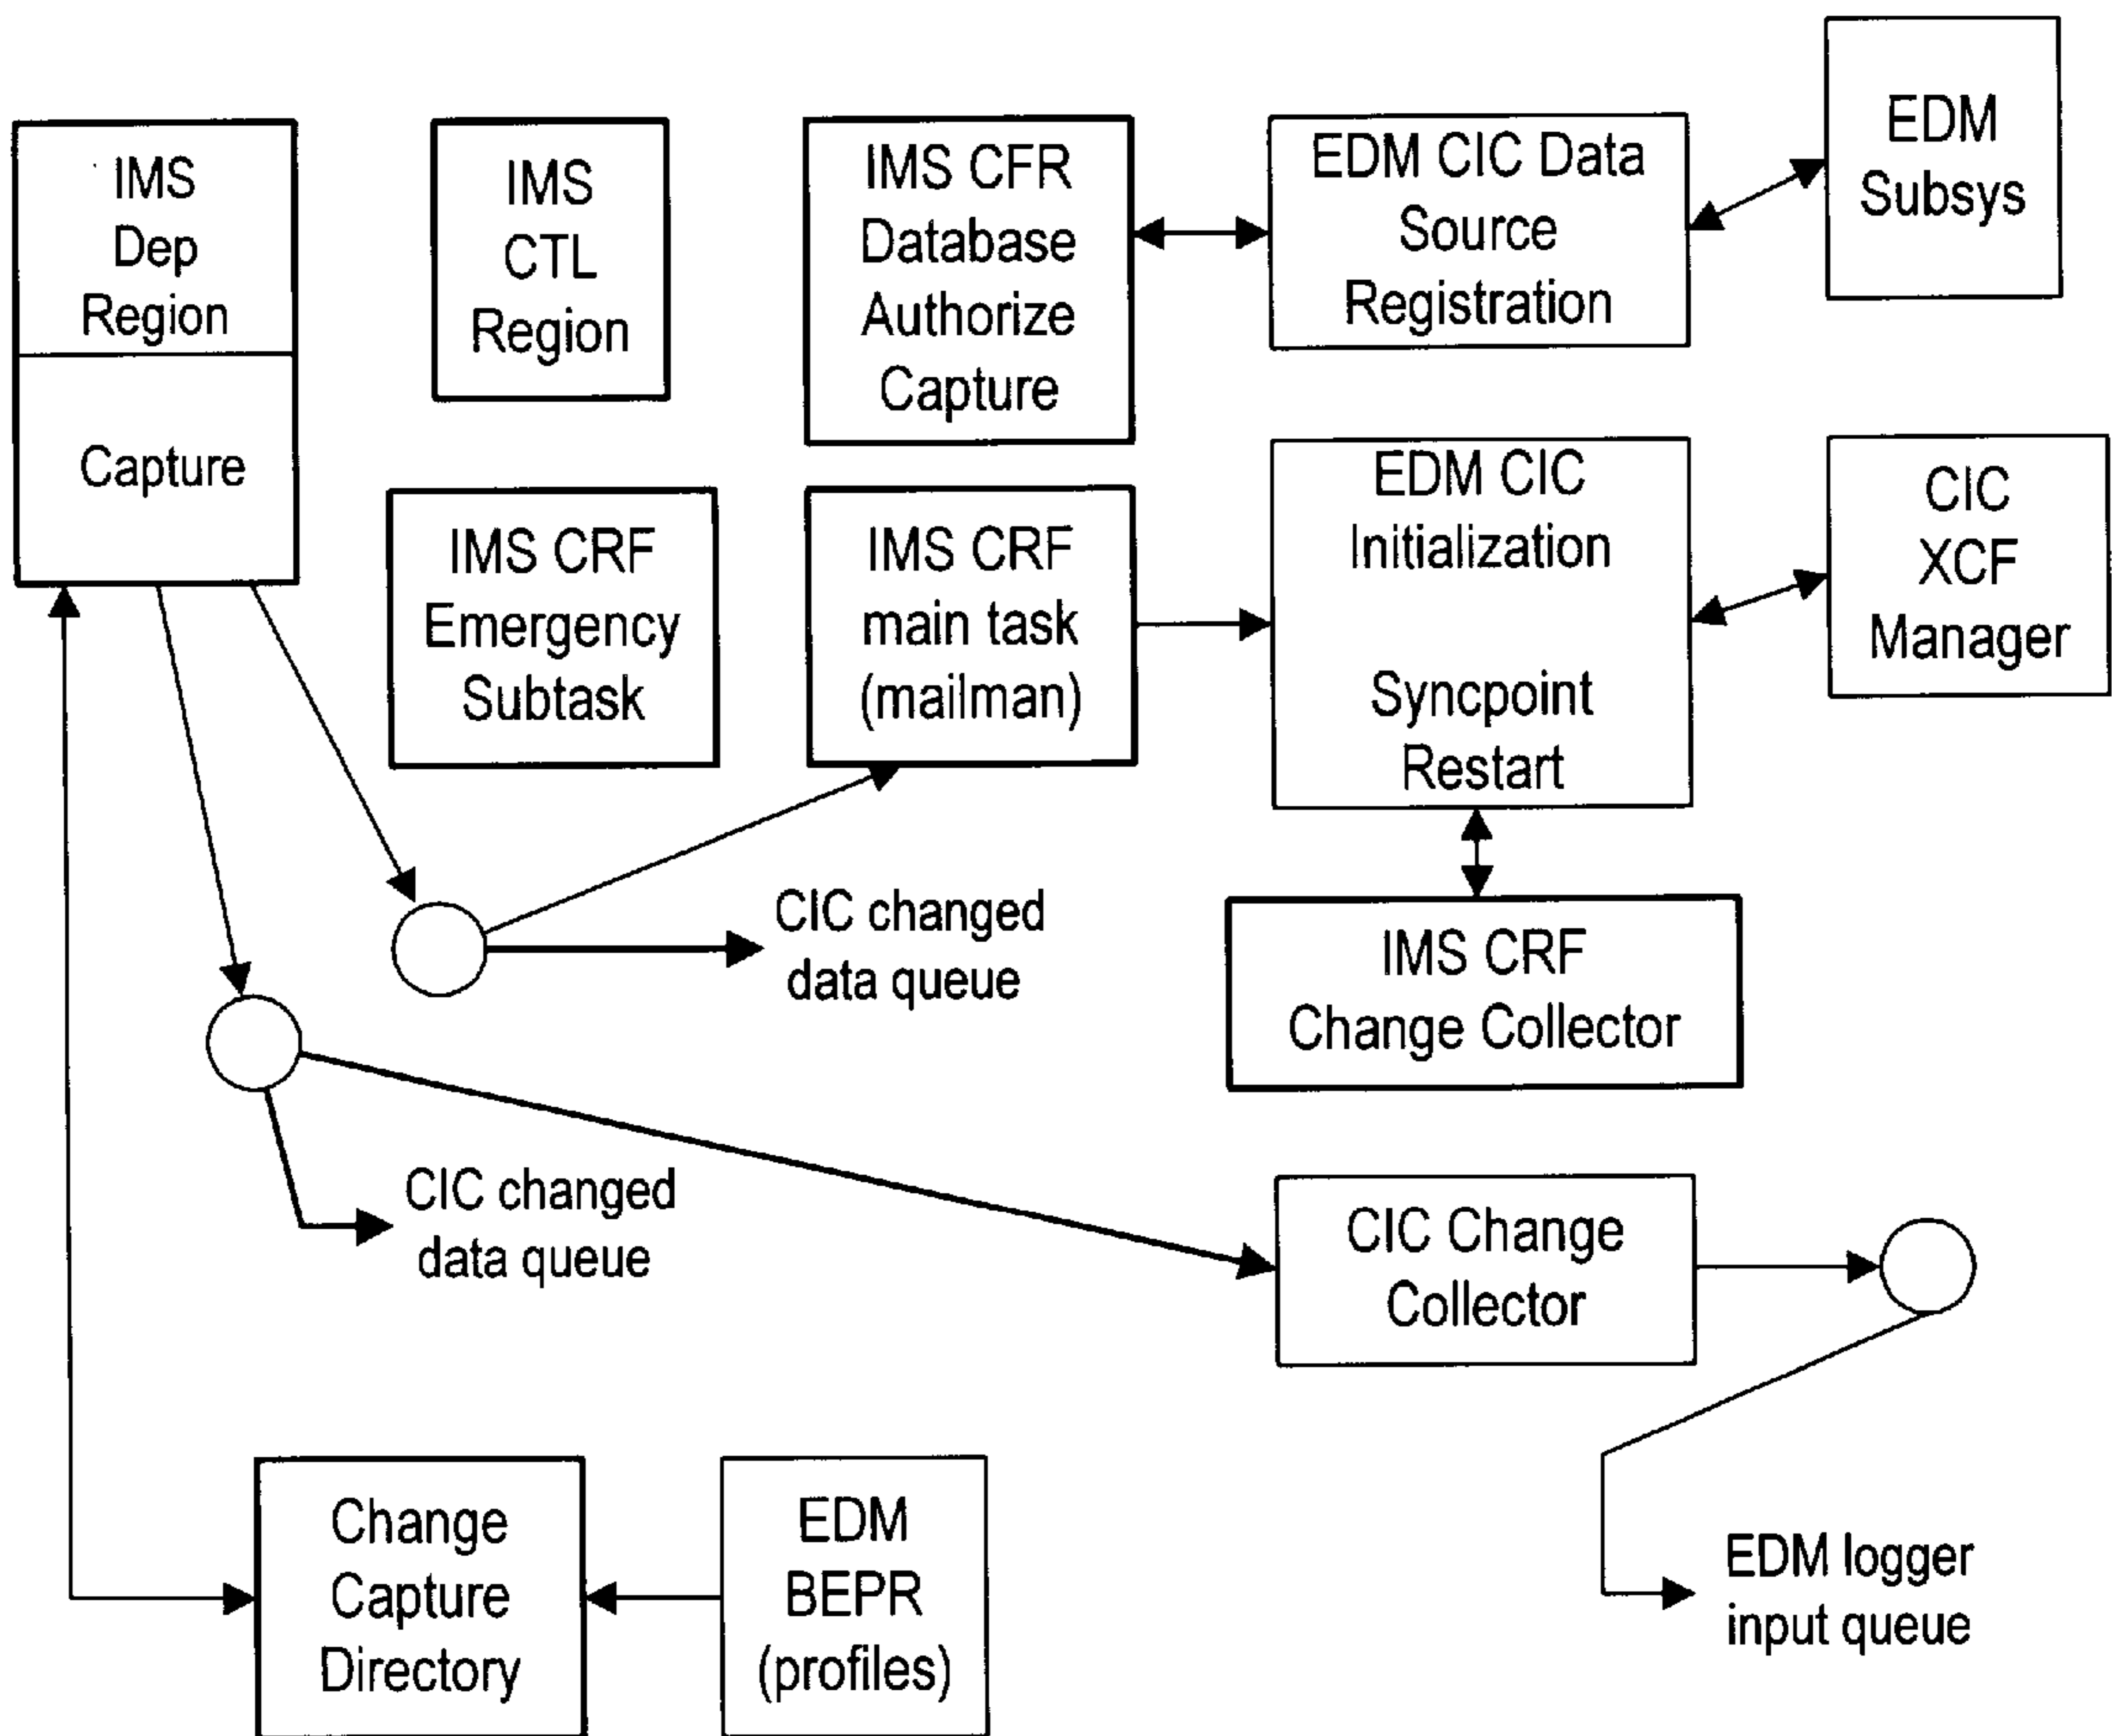 IMS
Dep
Region
Capture
IMS
CTL
Region
IMS CFR
Database
Authorize
Capture
EDM CIC Data
Source
Registration
EDM
Subsys
IMS CRF
Emergency
Subtask
IMS CRF
main task
(mailman)
EDM CIC
Initialization
Syncpoint
Restart
CIC
XCF
Manager
CIC changed
data queue
IMS CRF
Change Collector
CIC changed
data queue
CIC Change
Collector
Change
Capture
Directory
EDM
BEPR
(profiles)
EDM logger
input queue